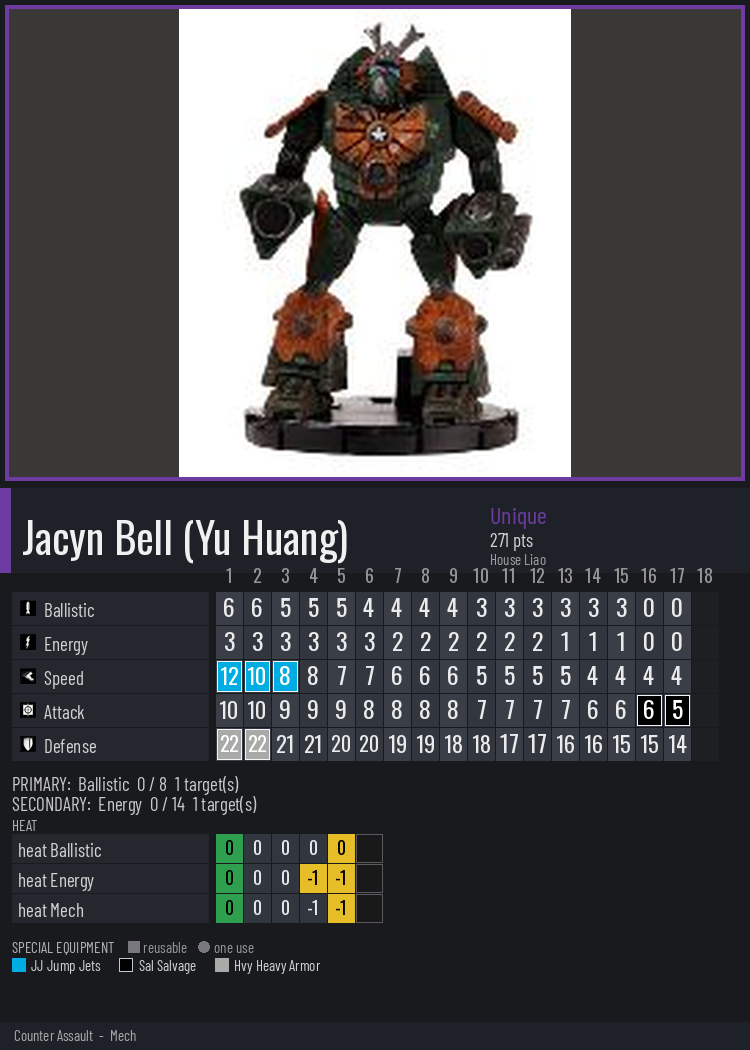 Jacyn Bell (Yu Huang)
Unique
271 pts
House Liao
1 2 3 4 5 6 7 8 9 10 11 12 13 14 15 16 17 18
Ballistic 6 6 5 5 5 4 4 4 4 3 3 3 3 3 3 0 0
Energy 3 3 3 3 3 3 2 2 2 2 2 2 1 1 1 0 0
Speed 12 10 8 8 7 7 6 6 6 5 5 5 5 4 4 4 4
Attack 10 10 9 9 9 8 8 8 8 7 7 7 7 6 6 6 5
Defense 22 22 21 21 20 20 19 19 18 18 17 17 16 16 15 15 14
PRIMARY: Ballistic 0 / 8 1 target(s)
SECONDARY: Energy 0 / 14 1 target(s)
HEAT
heat Ballistic 0 0 0 0 0
heat Energy 0 0 0 -1 -1
heat Mech 0 0 0 -1 -1
SPECIAL EQUIPMENT reusable one use
JJ Jump Jets Sal Salvage Hvy Heavy Armor
Counter Assault - Mech